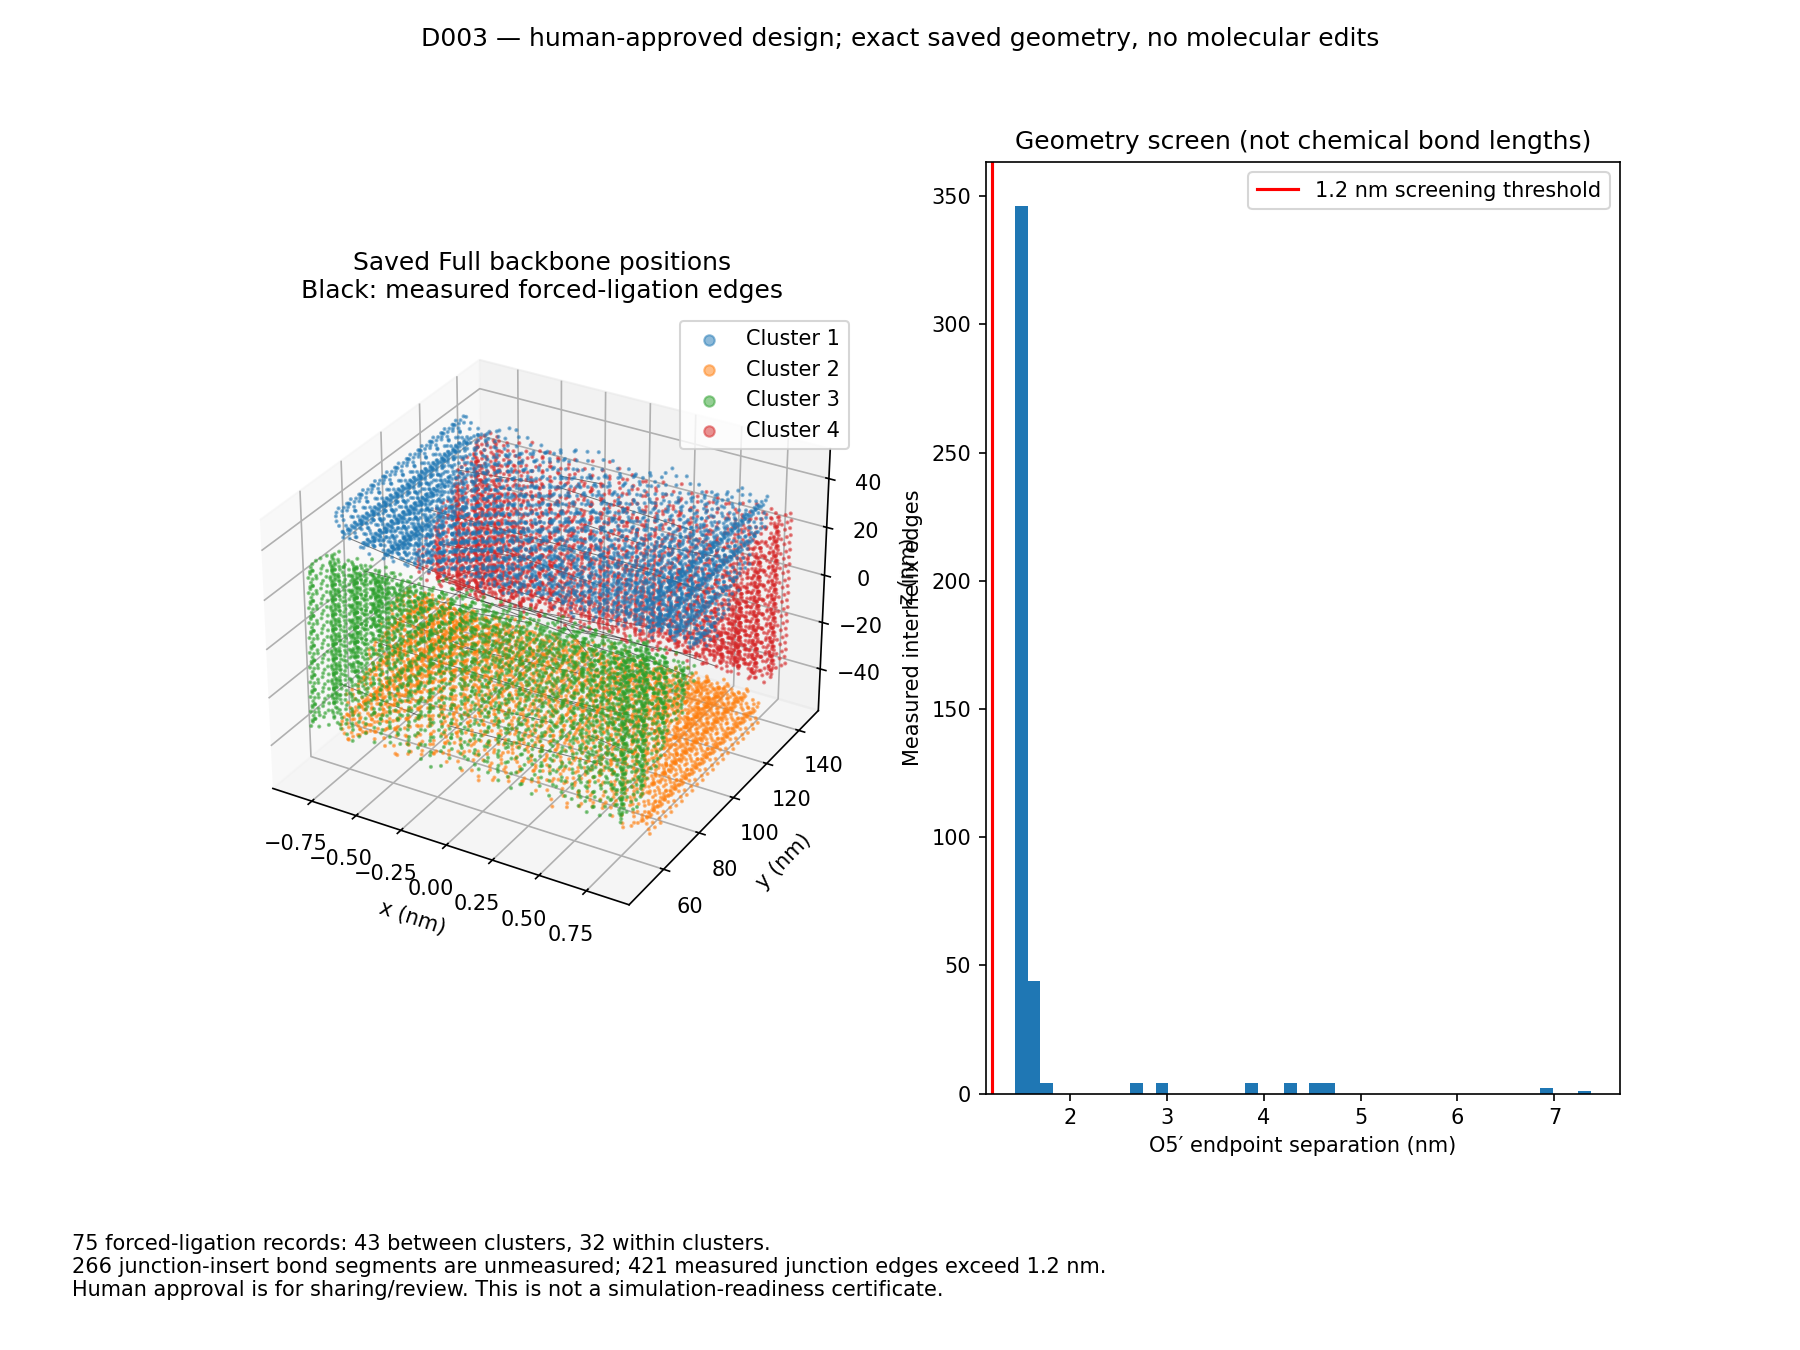 D003 — human-approved design; exact saved geometry, no molecular edits
Saved Full backbone positions
Black: measured forced-ligation edges
Cluster 1
Cluster 2
Cluster 3
Cluster 4
40
20
0
−20
−40
z (nm)
140
120
100
80
60
y (nm)
−0.75
−0.50
−0.25
0.00
0.25
0.50
0.75
x (nm)
Geometry screen (not chemical bond lengths)
1.2 nm screening threshold
350
300
250
200
150
100
50
0
Measured interhelix edges
2 3 4 5 6 7
O5′ endpoint separation (nm)
75 forced-ligation records: 43 between clusters, 32 within clusters.
266 junction-insert bond segments are unmeasured; 421 measured junction edges exceed 1.2 nm.
Human approval is for sharing/review. This is not a simulation-readiness certificate.